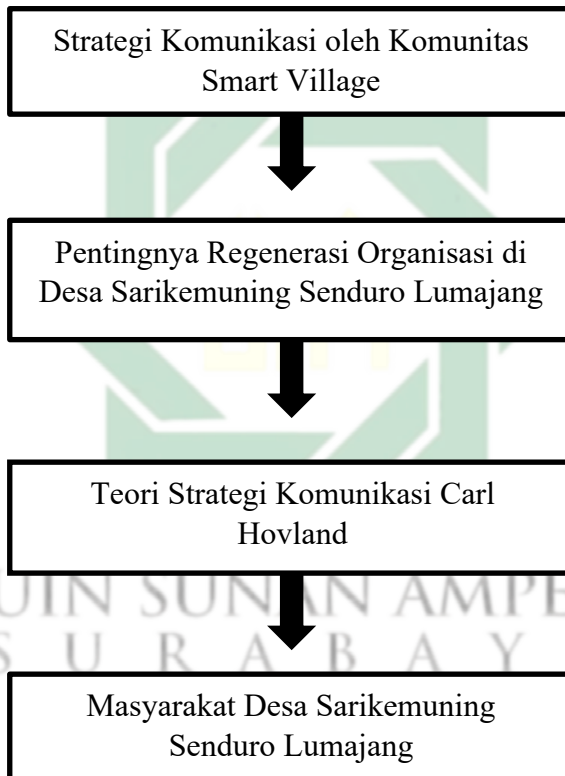 Strategi Komunikasi oleh Komunitas
Smart Village
Pentingnya Regenerasi Organisasi di
Desa Sarikemuning Senduro Lumajang
Teori Strategi Komunikasi Carl
Hovland
UIN SUNAN AMPE
S U R A B A Y
Masyarakat Desa Sarikemuning
Senduro Lumajang